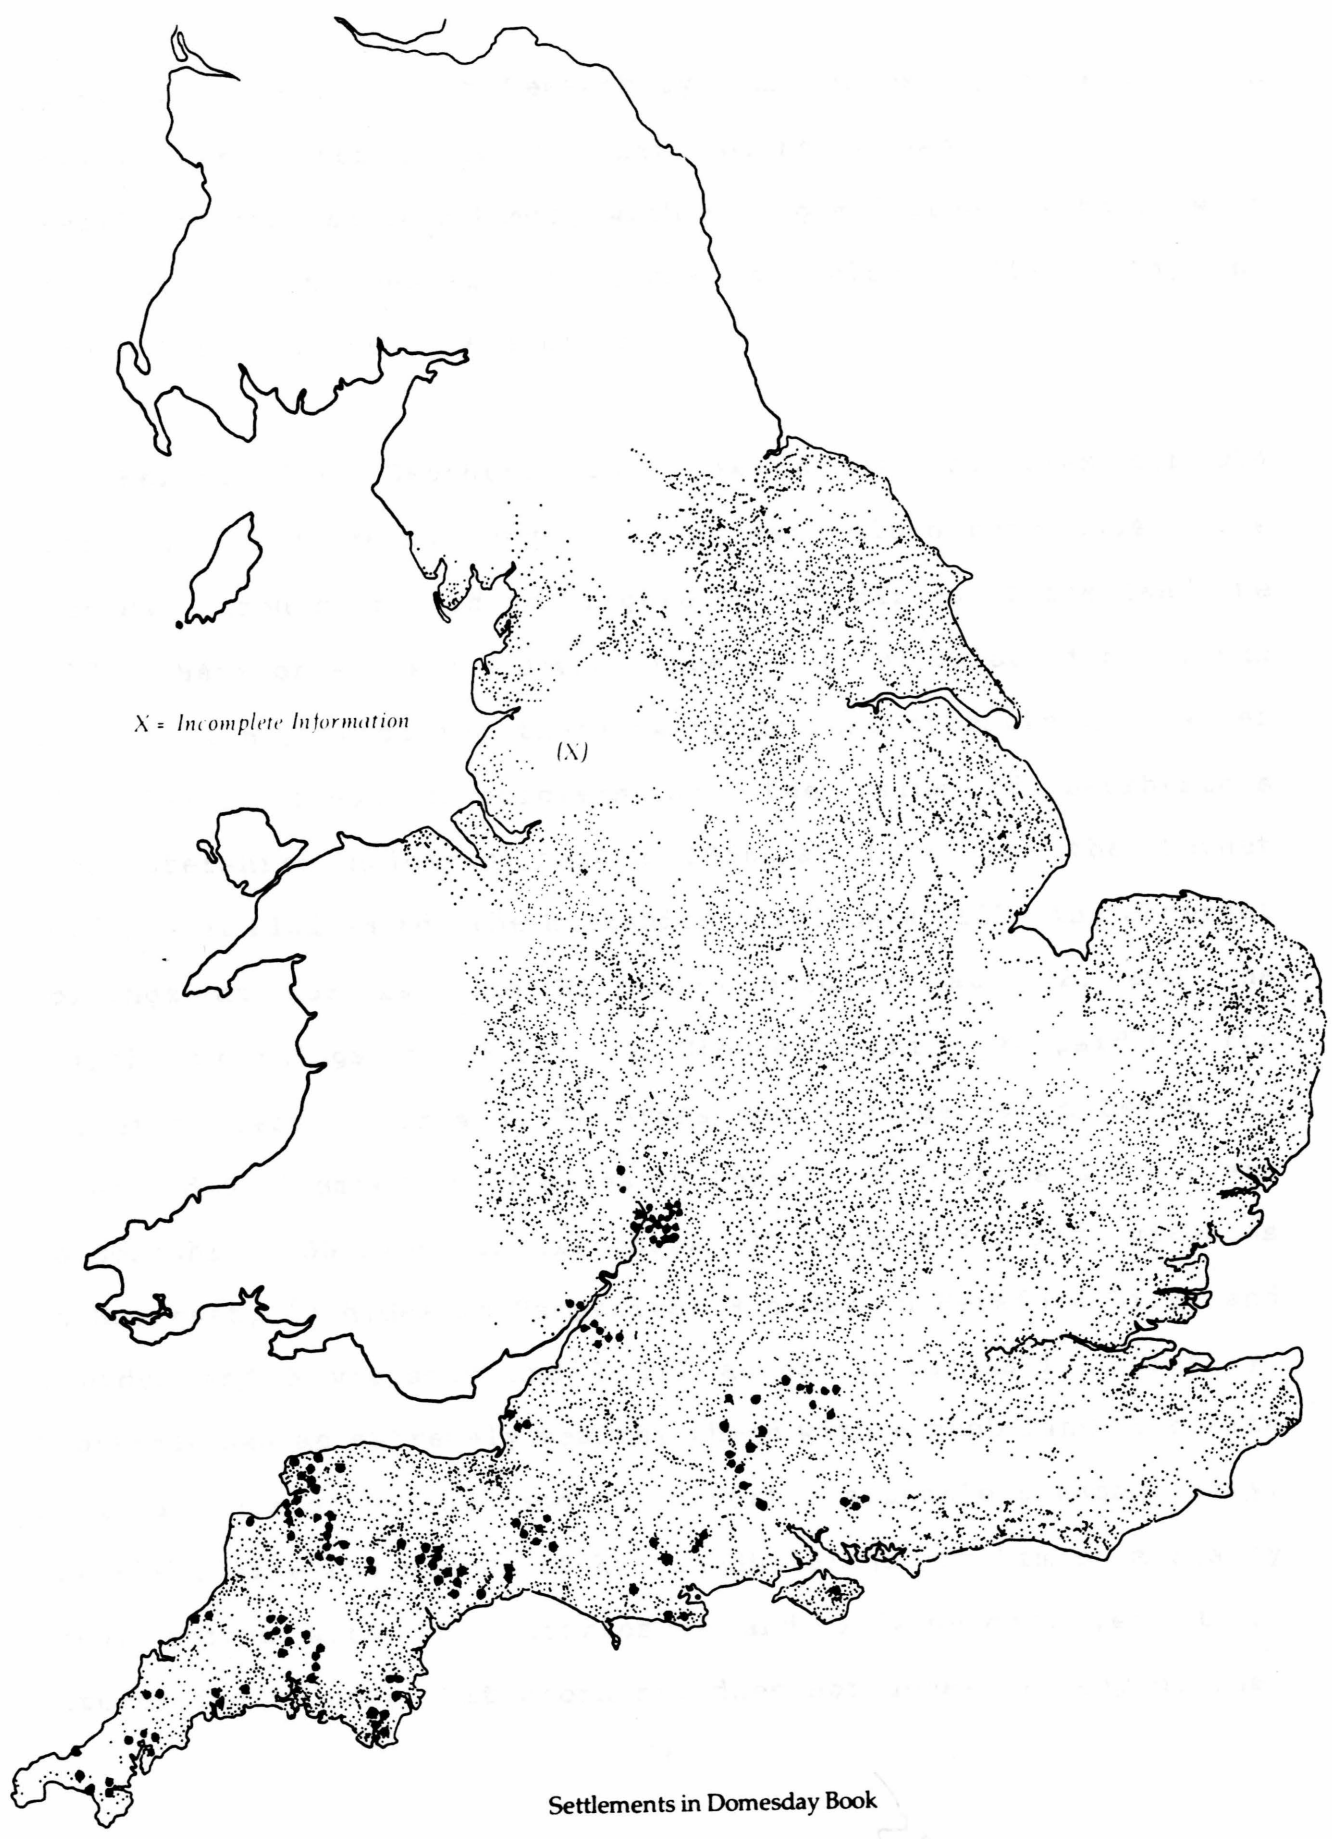 X = Incomplete Information
(X)
Settlements in Domesday Book